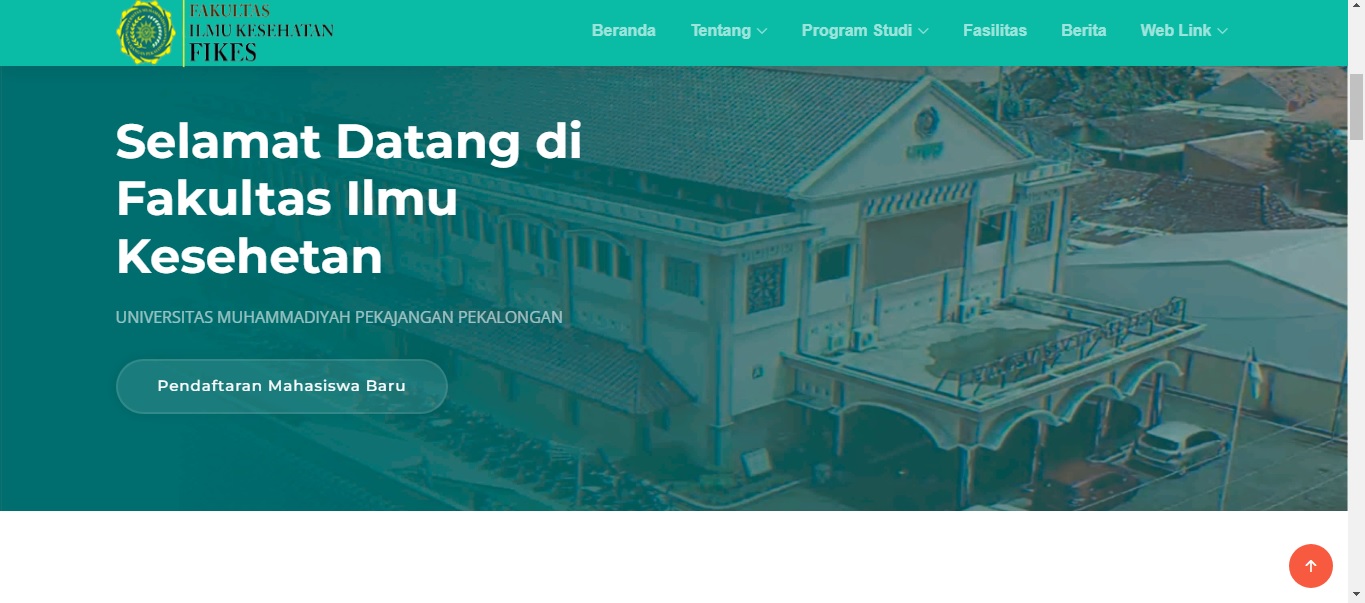 FAKULTAS
ILMU KESEHATAN
FIKES
Beranda
Tentang
Program Studi
Fasilitas
Berita
Web Link
Selamat Datang di
Fakultas Ilmu
Kesehetan
UNIVERSITAS MUHAMMADIYAH PEKAJANGAN PEKALONGAN
Pendaftaran Mahasiswa Baru